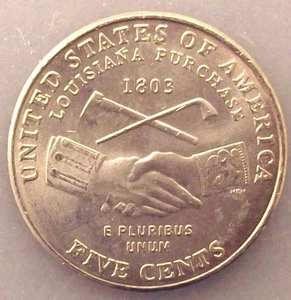 UNITED STATES OF AMERICA
LOUISIANA PURCHASE
1803
E PLURIBUS
UNUM
FIVE CENTS